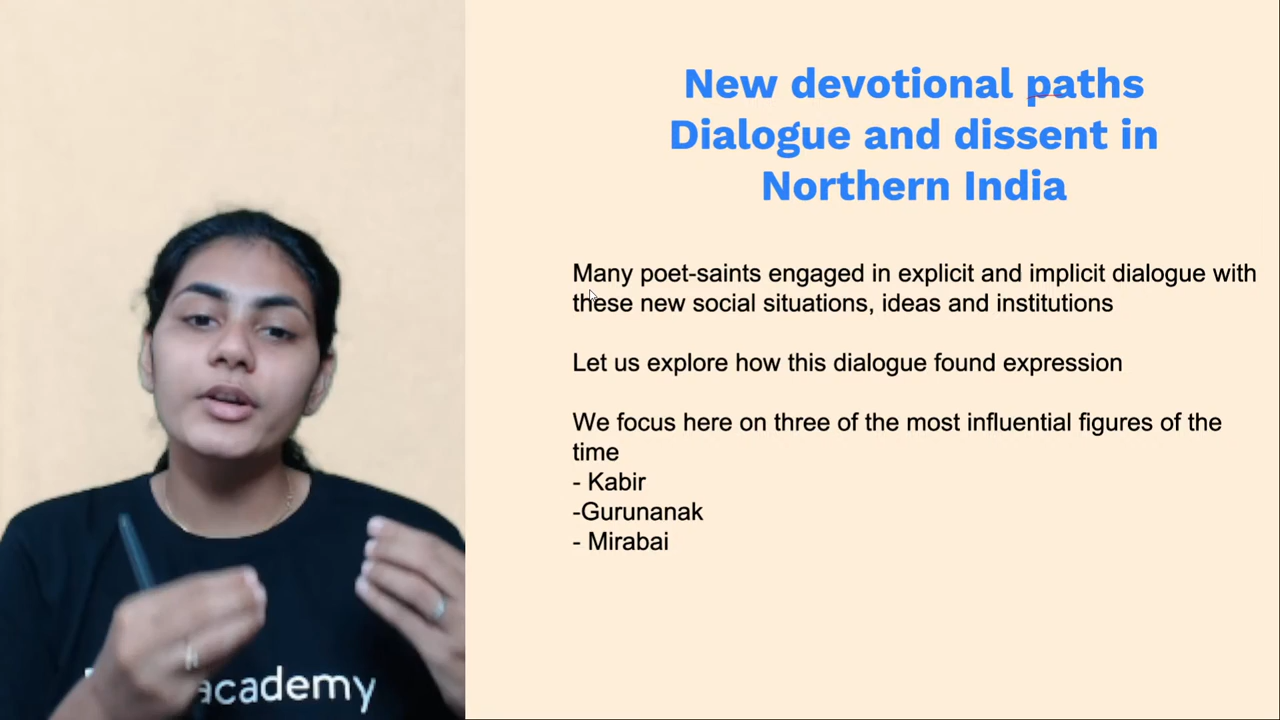 New devotional paths
Dialogue and dissent in
Northern India
Many poet-saints engaged in explicit and implicit dialogue with
these new social situations, ideas and institutions
Let us explore how this dialogue found expression
We focus here on three of the most influential figures of the
time
- Kabir
-Gurunanak
- Mirabai
academy